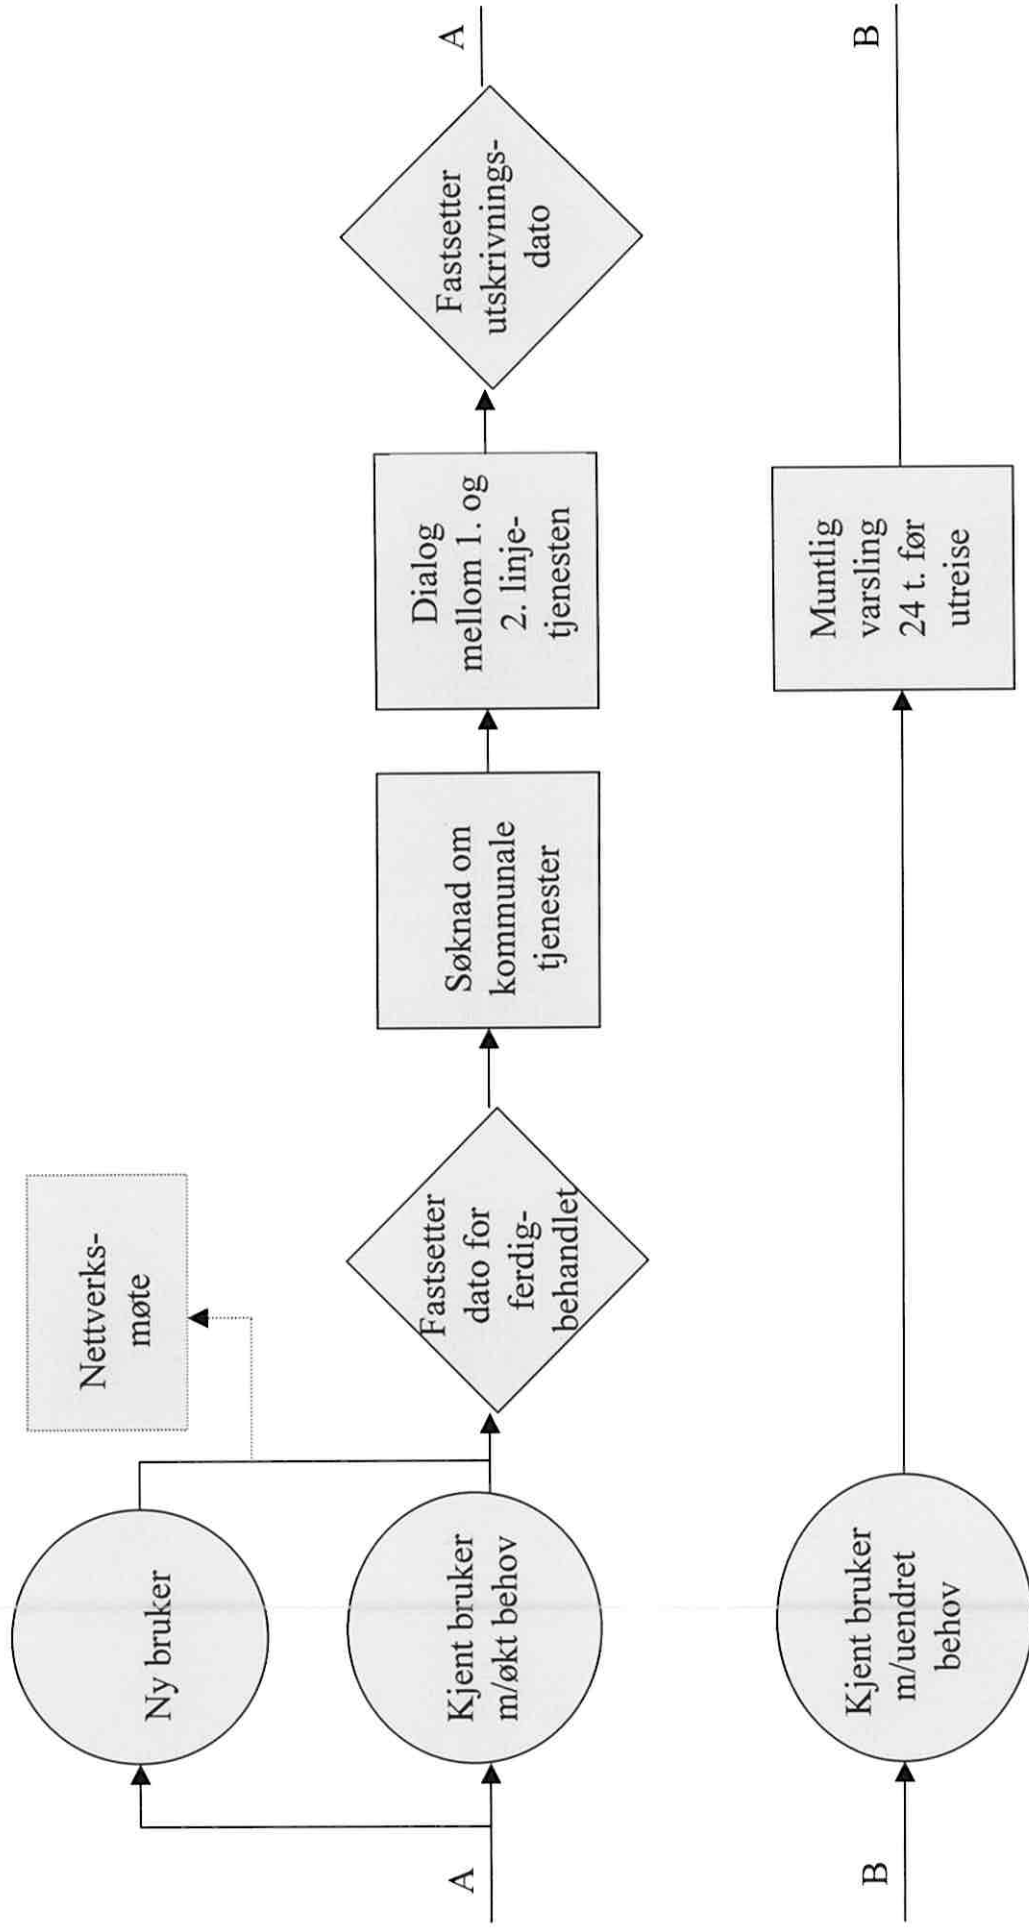 Nettverks-
møte
Ny bruker
A
Kjent bruker
m/økt behov
Fastsetter
dato for
ferdig-
behandlet
Søknad om
kommunale
tjenester
Dialog
mellom 1. og
2. linje-
tjenesten
Fastsetter
utskrivnings-
dato
A
B
Kjent bruker
m/uendret
behov
Muntlig
varsling
24 t. før
utreise
B